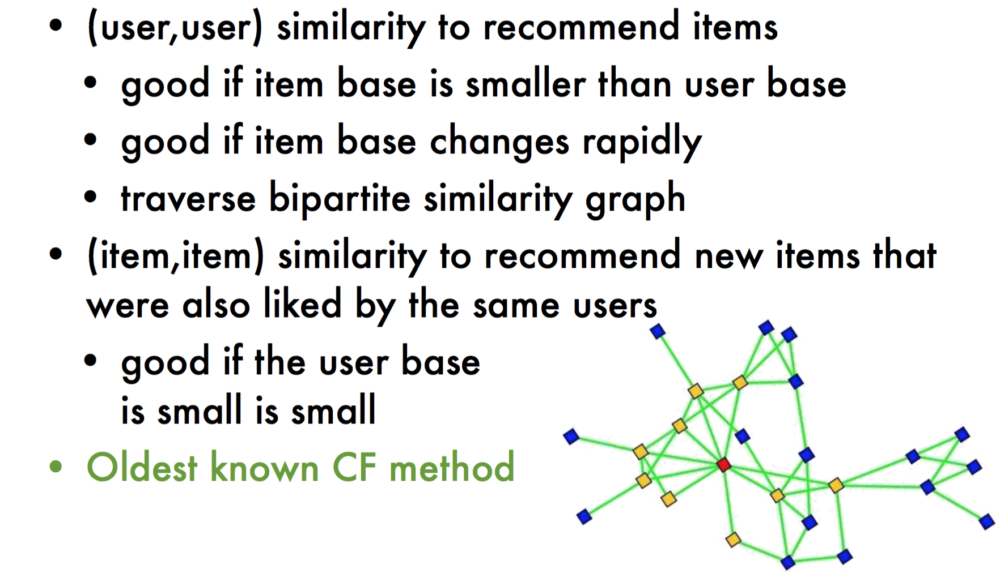 • (user,user) similarity to recommend items
• good if item base is smaller than user base
• good if item base changes rapidly
• traverse bipartite similarity graph
• (item,item) similarity to recommend new items that
were also liked by the same users
• good if the user base
is small is small
• Oldest known CF method